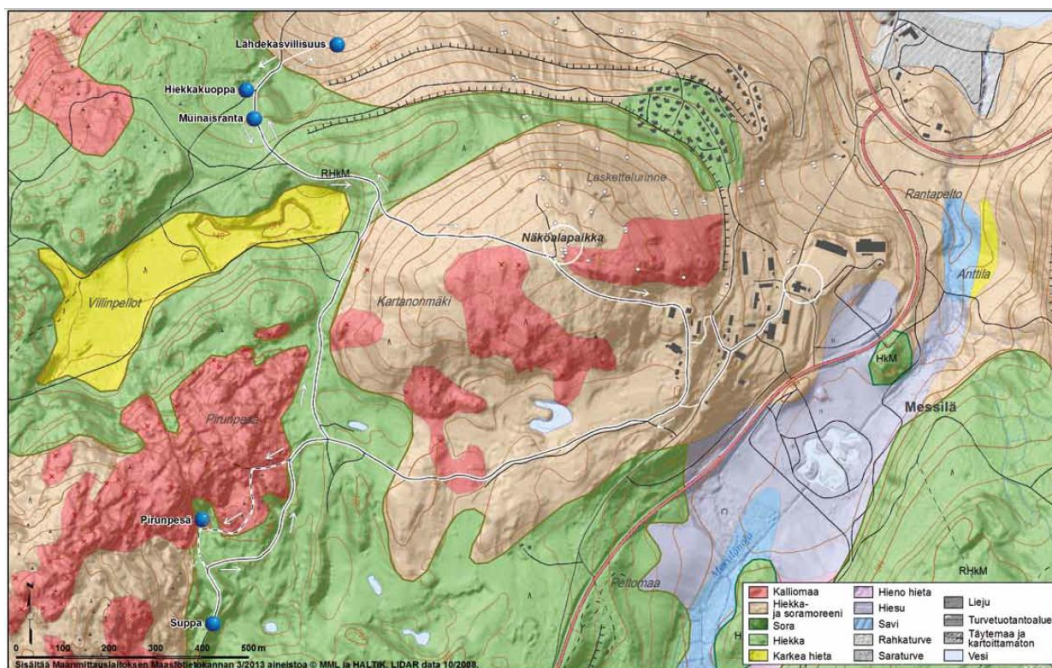 Lähdekasvillisuus
Hiekkakuoppa
Muinaisranta
RHkM
Laskettelurinne
Rantapelto
Näköalapaikka
Anttila
Villinpellot
Kartanonmäki
HkM
Messilä
Pirunpesä
Pirunpesä
Peltomaa
RHkM
Suppa
0 100 200 300 400 500 m
Sisältää Maanmittauslaitoksen Maastotietokannan 3/2013 aineistoa © MML ja HALTIK. LIDAR data 10/2008.
Kalliomaa
Hiekka-
ja soramoreeni
Sora
Hiekka
Karkea hieta
Hieno hieta
Hiesu
Savi
Rahkaturve
Saraturve
Lieju
Turvetuotantoalue
Täytemaa ja
kartoittamaton
Vesi